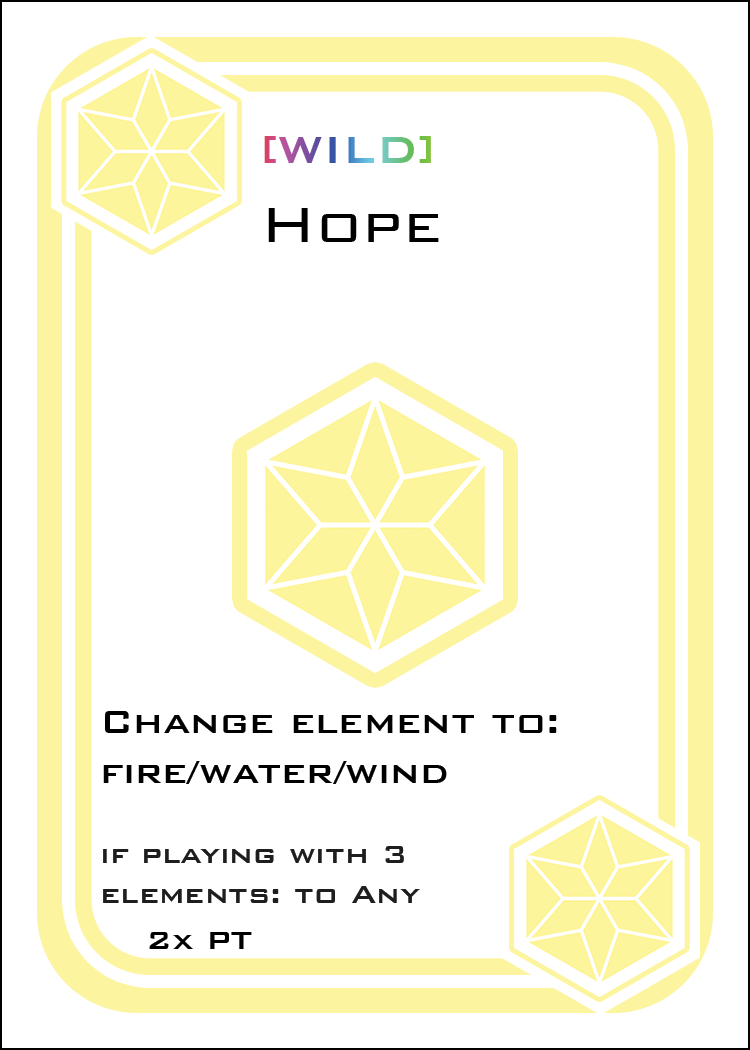 [WILD]
Hope
Change element to:
fire/water/wind
if playing with 3
elements: to Any
2x PT